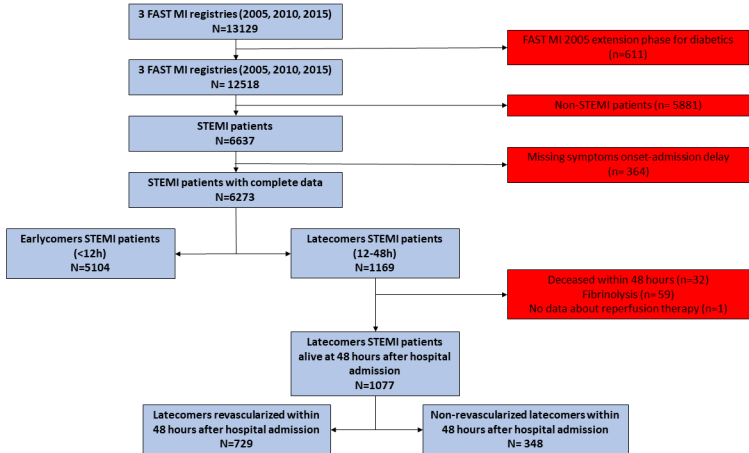 3 FAST MI registries (2005, 2010, 2015)
N=13129
FAST MI 2005 extension phase for diabetics
(n=611)
3 FAST MI registries (2005, 2010, 2015)
N= 12518
Non-STEMI patients (n= 5881)
STEMI patients
N=6637
Missing symptoms onset-admission delay
(n= 364)
STEMI patients with complete data
N=6273
Earlycomers STEMI patients
(<12h)
N=5104
Latecomers STEMI patients
(12-48h)
N=1169
Deceased within 48 hours (n=32)
Fibrinolysis (n= 59)
No data about reperfusion therapy (n=1)
Latecomers STEMI patients
alive at 48 hours after hospital
admission
N=1077
Latecomers revascularized within
48 hours after hospital admission
N=729
Non-revascularized latecomers within
48 hours after hospital admission
N= 348